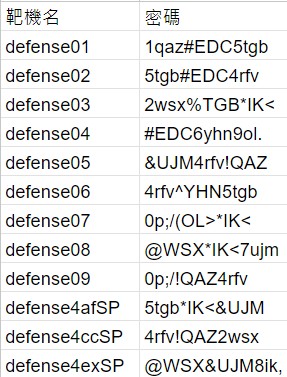 靶機名 密碼
defense01 1qaz#EDC5tgb
defense02 5tgb#EDC4rfv
defense03 2wsx%TGB*IK<
defense04 #EDC6yhn9ol.
defense05 &UJM4rfv!QAZ
defense06 4rfv^YHN5tgb
defense07 0p;/(OL>*IK<
defense08 @WSX*IK<7ujm
defense09 0p;/!QAZ4rfv
defense4afSP 5tgb*IK<&UJM
defense4ccSP 4rfv!QAZ2wsx
defense4exSP @WSX&UJM8ik,